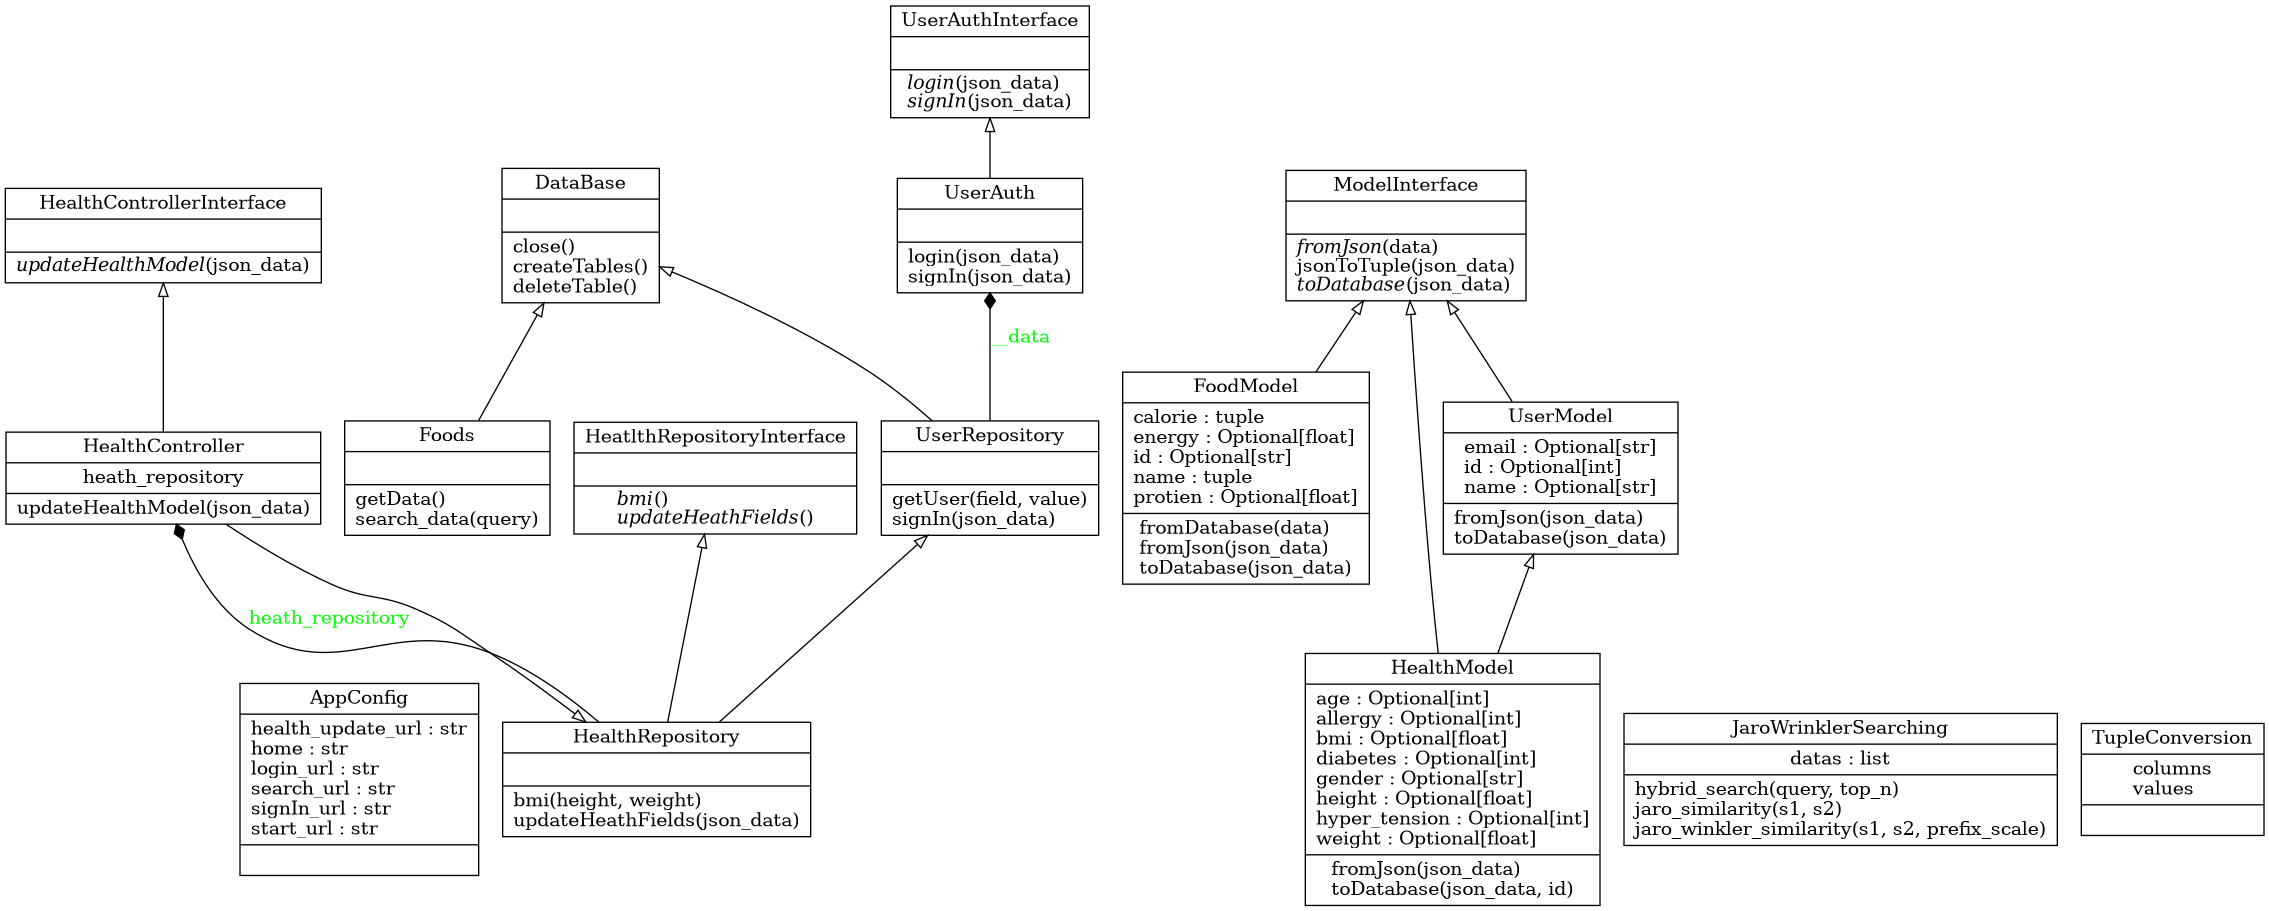 UserAuthInterface
login(json_data)
signIn(json_data)
HealthControllerInterface
updateHealthModel(json_data)
DataBase
close()
createTables()
deleteTable()
UserAuth
login(json_data)
signIn(json_data)
ModelInterface
fromJson(data)
jsonToTuple(json_data)
toDatabase(json_data)
__data
HealthController
heath_repository
updateHealthModel(json_data)
Foods
getData()
search_data(query)
HeatlthRepositoryInterface
bmi()
updateHeathFields()
UserRepository
getUser(field, value)
signIn(json_data)
FoodModel
calorie : tuple
energy : Optional[float]
id : Optional[str]
name : tuple
protien : Optional[float]
fromDatabase(data)
fromJson(json_data)
toDatabase(json_data)
UserModel
email : Optional[str]
id : Optional[int]
name : Optional[str]
fromJson(json_data)
toDatabase(json_data)
heath_repository
AppConfig
health_update_url : str
home : str
login_url : str
search_url : str
signIn_url : str
start_url : str
HealthRepository
bmi(height, weight)
updateHeathFields(json_data)
HealthModel
age : Optional[int]
allergy : Optional[int]
bmi : Optional[float]
diabetes : Optional[int]
gender : Optional[str]
height : Optional[float]
hyper_tension : Optional[int]
weight : Optional[float]
fromJson(json_data)
toDatabase(json_data, id)
JaroWrinklerSearching
datas : list
hybrid_search(query, top_n)
jaro_similarity(s1, s2)
jaro_winkler_similarity(s1, s2, prefix_scale)
TupleConversion
columns
values